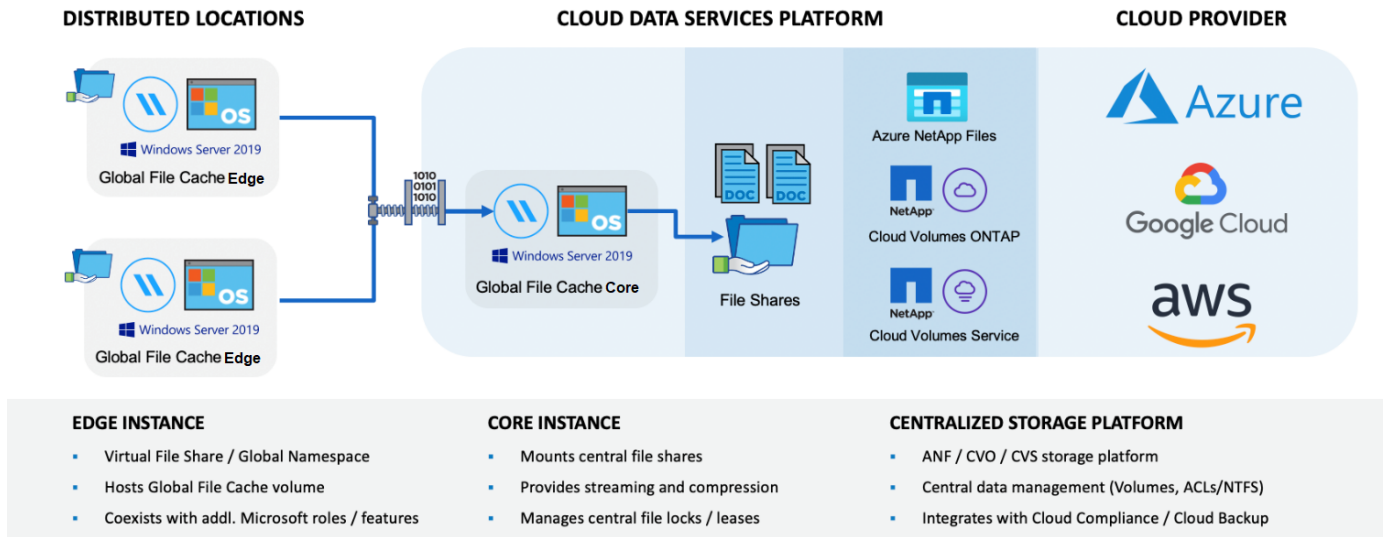 DISTRIBUTED LOCATIONS
CLOUD DATA SERVICES PLATFORM
CLOUD PROVIDER
OS
Windows Server 2019
Global File Cache Edge
OS
Windows Server 2019
Global File Cache Edge
1010
0101
1010
OS
Windows Server 2019
Global File Cache Core
DOC
DOC
File Shares
Azure NetApp Files
NetApp
Cloud Volumes ONTAP
NetApp
Cloud Volumes Service
Azure
Google Cloud
aws
EDGE INSTANCE
▪ Virtual File Share / Global Namespace
▪ Hosts Global File Cache volume
▪ Coexists with addl. Microsoft roles / features
CORE INSTANCE
▪ Mounts central file shares
▪ Provides streaming and compression
▪ Manages central file locks / leases
CENTRALIZED STORAGE PLATFORM
▪ ANF / CVO / CVS storage platform
▪ Central data management (Volumes, ACLs/NTFS)
▪ Integrates with Cloud Compliance / Cloud Backup